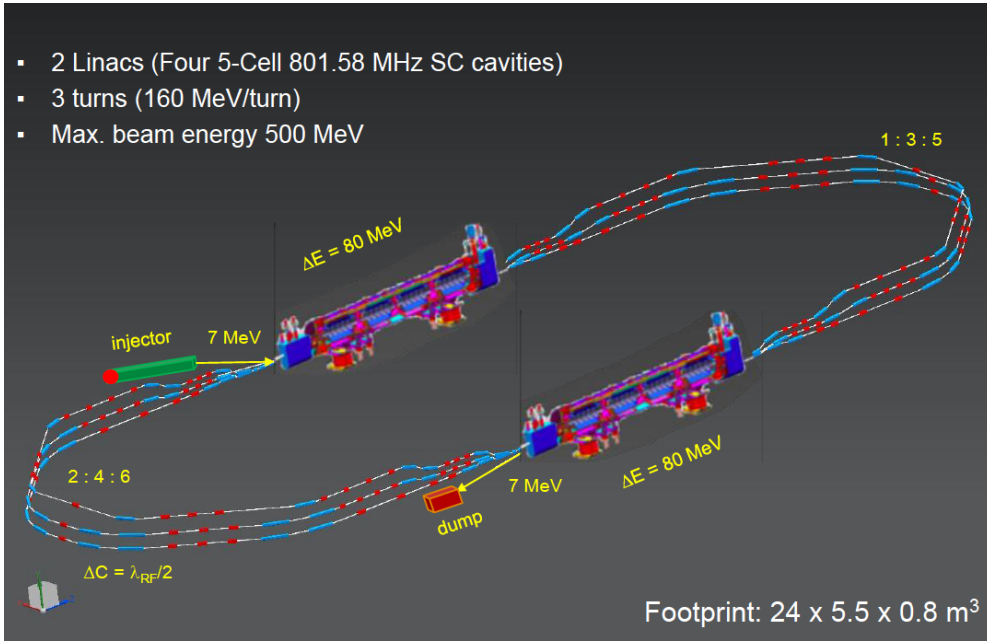 ▪ 2 Linacs (Four 5-Cell 801.58 MHz SC cavities)
▪ 3 turns (160 MeV/turn)
▪ Max. beam energy 500 MeV
1 : 3 : 5
ΔE = 80 MeV
injector
7 MeV
2 : 4 : 6
7 MeV
ΔE = 80 MeV
dump
ΔC = λ_RF/2
Footprint: 24 x 5.5 x 0.8 m³